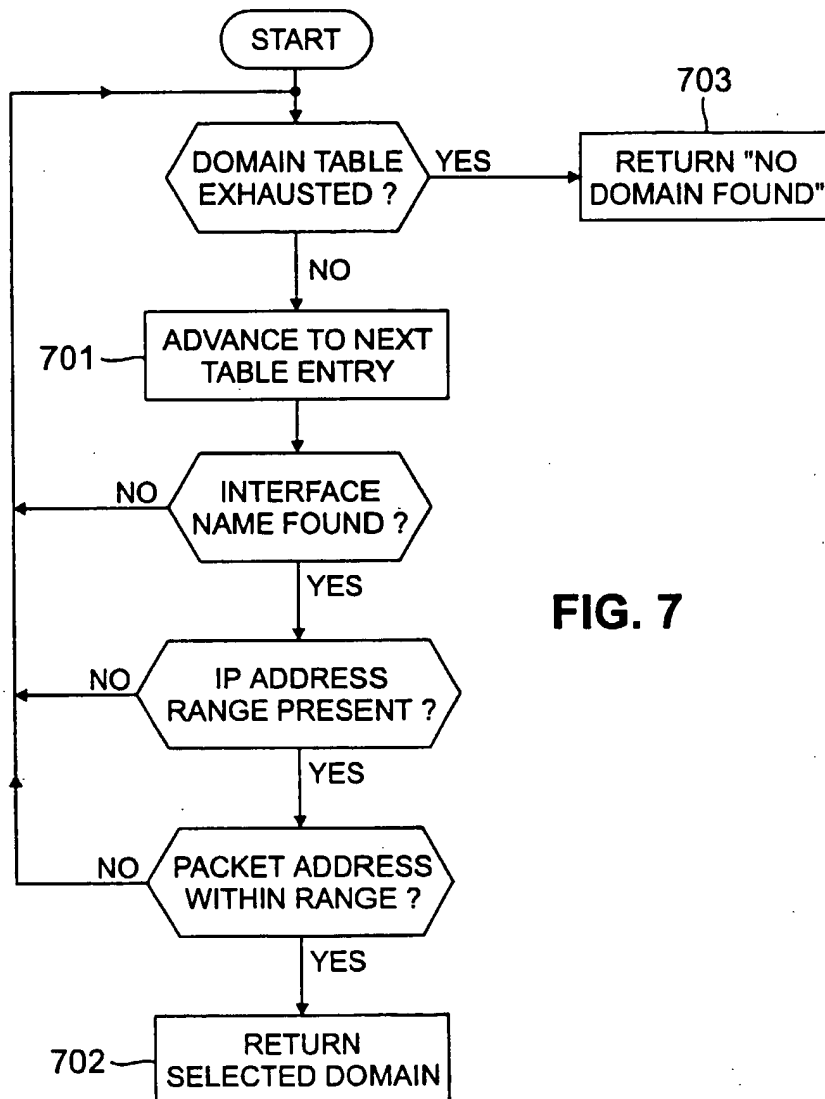 START
703
DOMAIN TABLE
EXHAUSTED ?
YES
RETURN "NO
DOMAIN FOUND"
NO
701
ADVANCE TO NEXT
TABLE ENTRY
NO
INTERFACE
NAME FOUND ?
YES
FIG. 7
NO
IP ADDRESS
RANGE PRESENT ?
YES
NO
PACKET ADDRESS
WITHIN RANGE ?
YES
702
RETURN
SELECTED DOMAIN